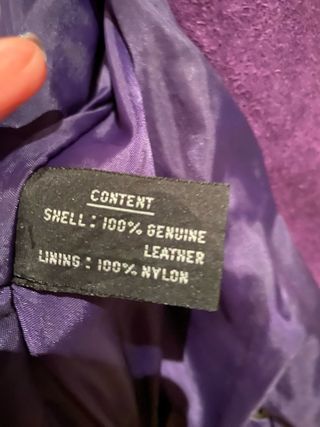 CONTENT
SHELL: 100% GENUINE
LEATHER
LINING: 100% NYLON